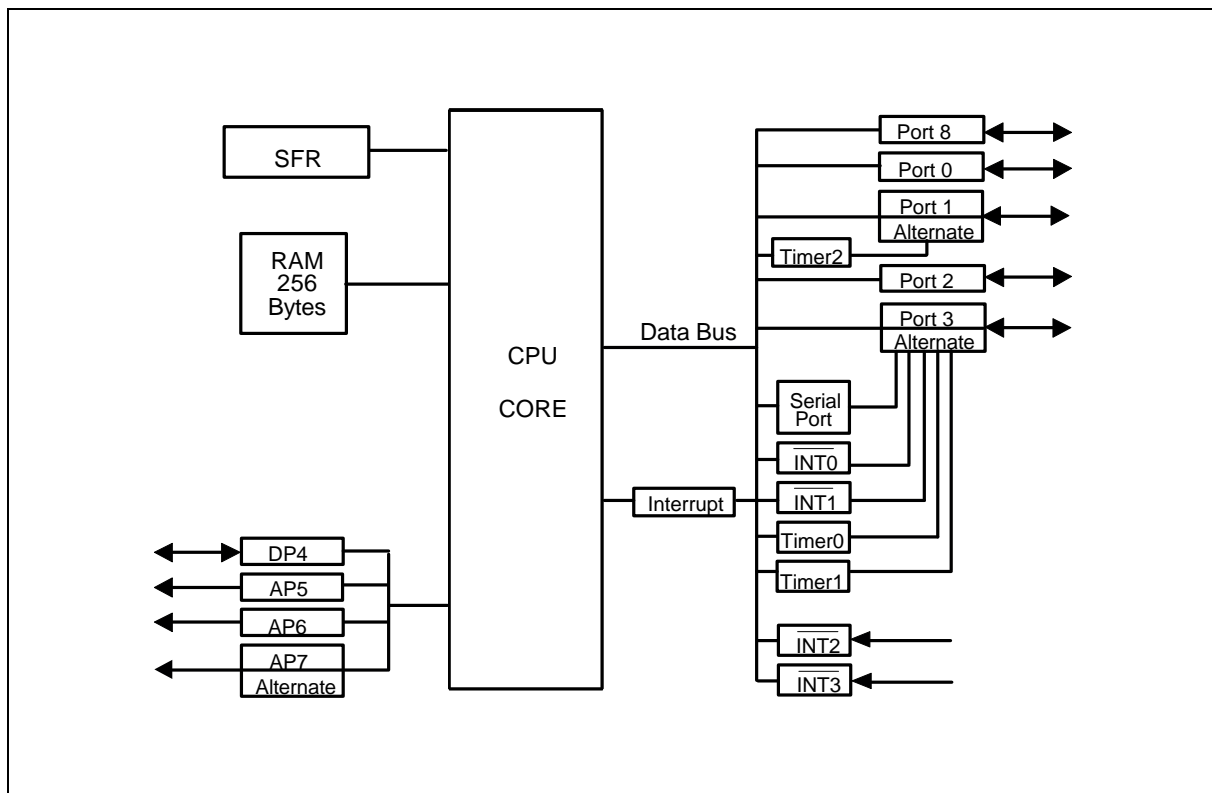 SFR
RAM
256
Bytes
CPU
CORE
DP4
AP5
AP6
AP7
Alternate
Data Bus
Interrupt
Port 8
Port 0
Port 1
Alternate
Timer2
Port 2
Port 3
Alternate
Serial
Port
INT0
INT1
Timer0
Timer1
INT2
INT3